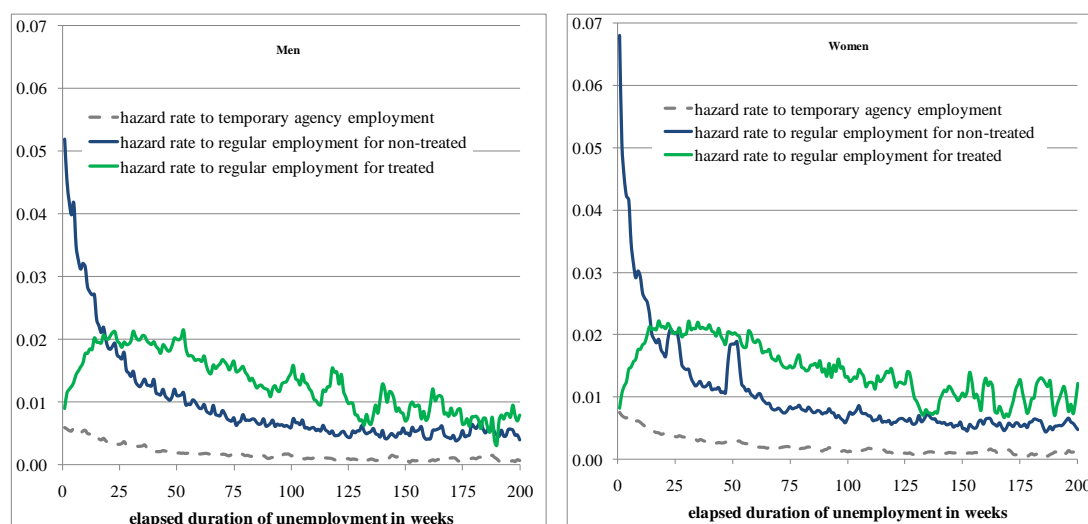 Men
0.07
0.06
0.05
0.04
0.03
0.02
0.01
0.00
hazard rate to temporary agency employment
hazard rate to regular employment for non-treated
hazard rate to regular employment for treated
0 25 50 75 100 125 150 175 200
elapsed duration of unemployment in weeks
Women
0.07
0.06
0.05
0.04
0.03
0.02
0.01
0.00
hazard rate to temporary agency employment
hazard rate to regular employment for non-treated
hazard rate to regular employment for treated
0 25 50 75 100 125 150 175 200
elapsed duration of unemployment in weeks